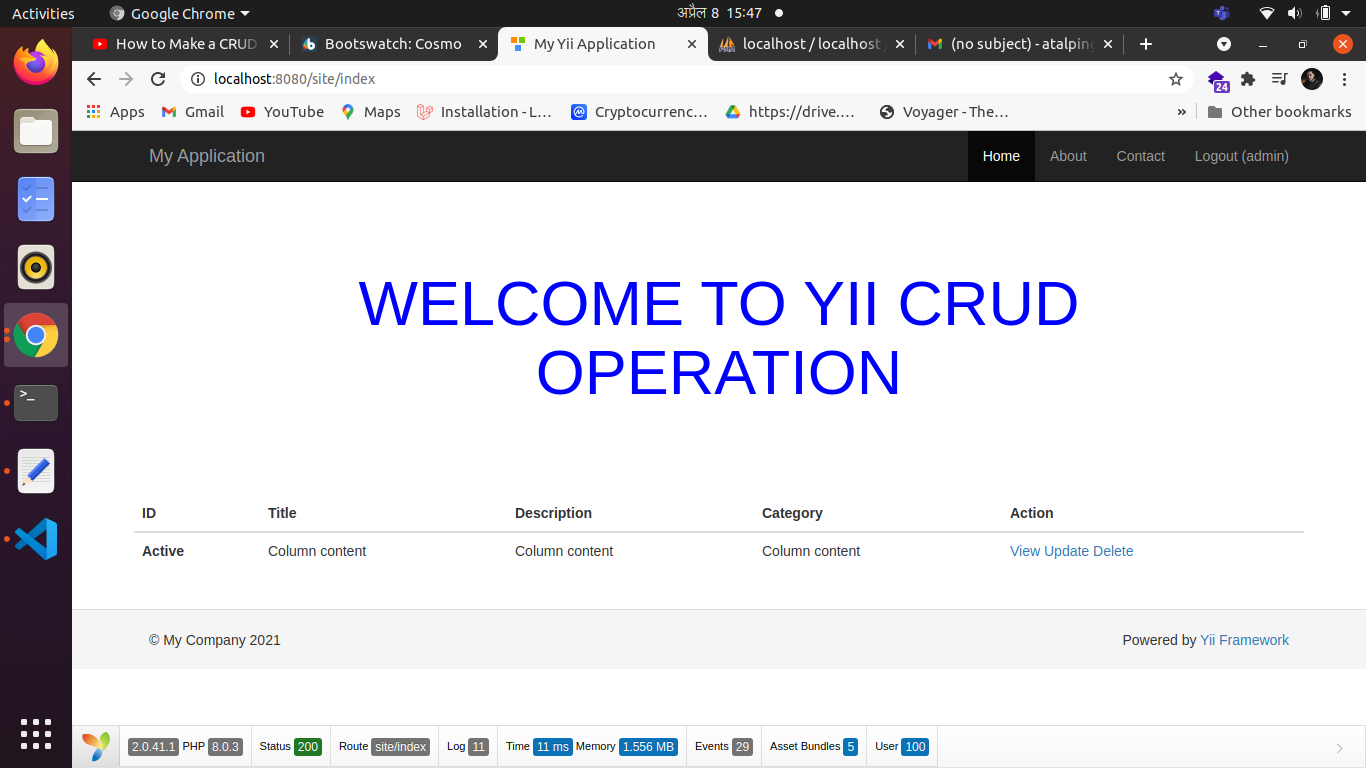 Activities Google Chrome अप्रैल 8 15:47
How to Make a CRUD Bootswatch: Cosmo My Yii Application localhost / localhost / (no subject) - atalping
localhost:8080/site/index 24
Apps Gmail YouTube Maps Installation - L… Cryptocurrenc… https://drive.… Voyager - The… » Other bookmarks
My Application Home About Contact Logout (admin)
WELCOME TO YII CRUD
OPERATION
ID Title Description Category Action
Active Column content Column content Column content View Update Delete
© My Company 2021 Powered by Yii Framework
2.0.41.1 PHP 8.0.3 Status 200 Route site/index Log 11 Time 11 ms Memory 1.556 MB Events 29 Asset Bundles 5 User 100